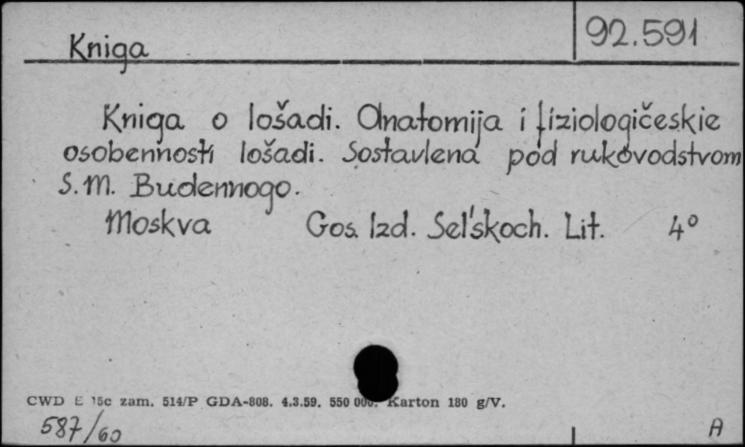 92.591
Kniga
Kniga o lošadi. Anatomija i fiziologičeskie
osobennosti lošadi. Sostavlena pod rukovodstvom
S.M. Budennogo.
Moskva Gos. Izd. Sel'skoch. Lit. 4°
CWD E 15c zam. 514/P GDA-808. 4.3.59. 550 000. Karton 180 g/V.
587/60 A